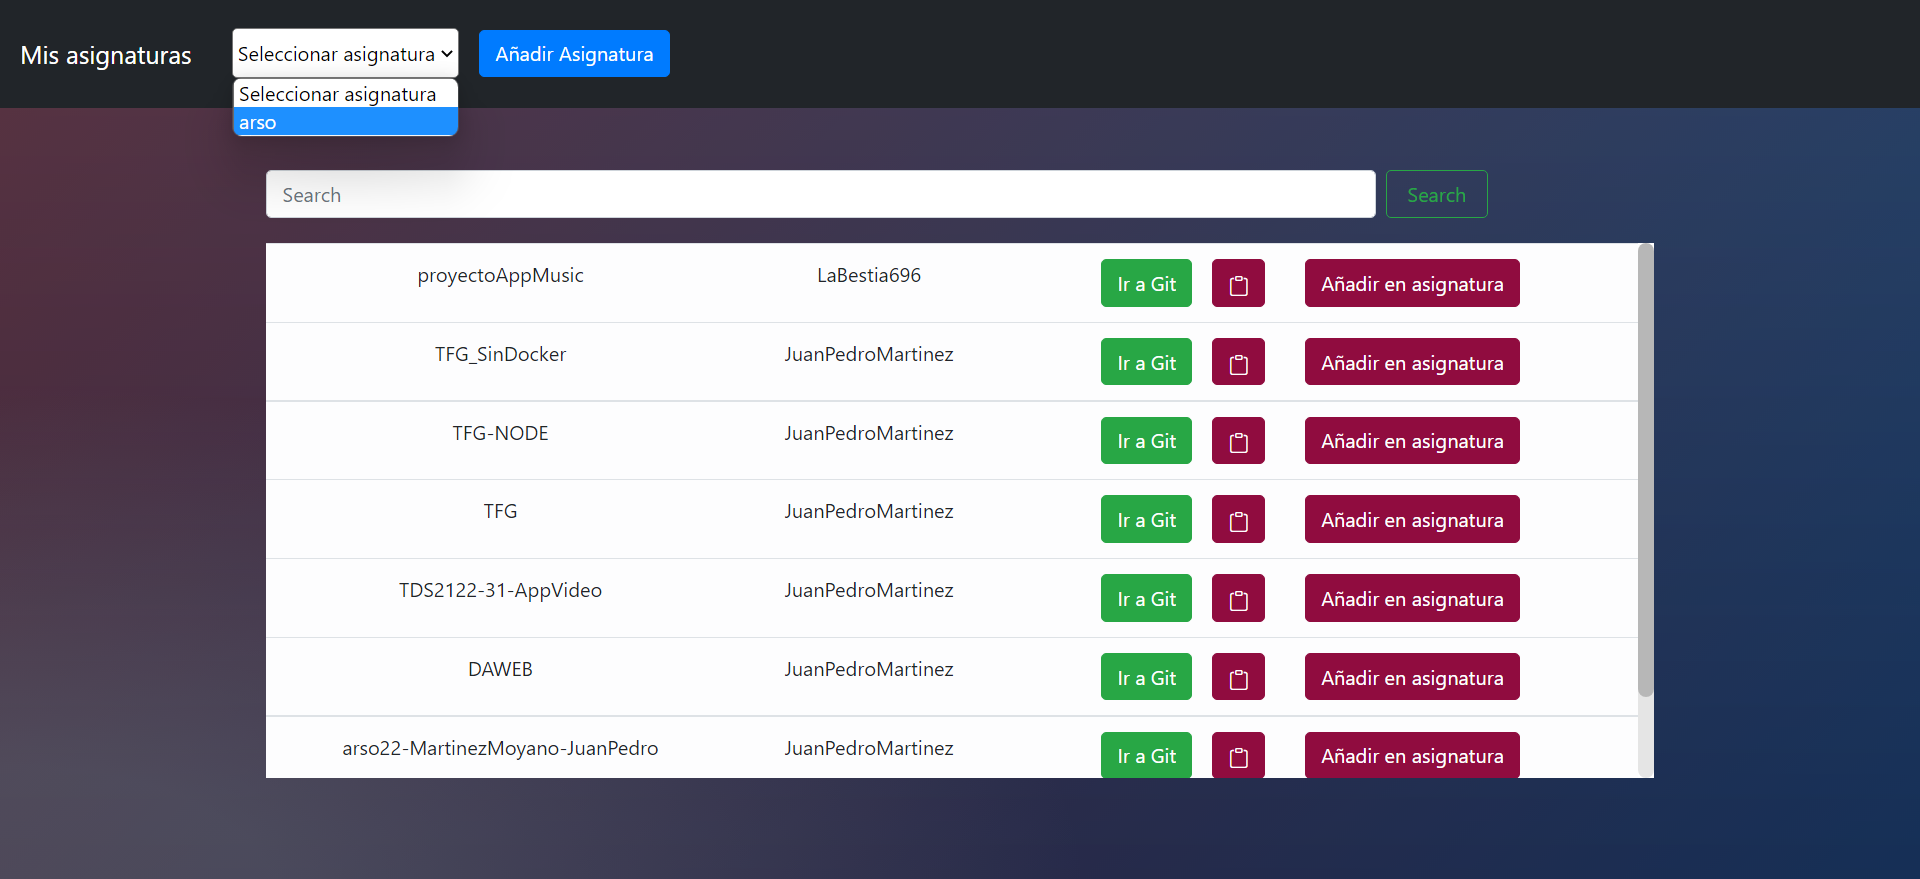 Mis asignaturas Seleccionar asignatura Añadir Asignatura
Seleccionar asignatura
arso
Search Search
proyectoAppMusic LaBestia696 Ir a Git Añadir en asignatura
TFG_SinDocker JuanPedroMartinez Ir a Git Añadir en asignatura
TFG-NODE JuanPedroMartinez Ir a Git Añadir en asignatura
TFG JuanPedroMartinez Ir a Git Añadir en asignatura
TDS2122-31-AppVideo JuanPedroMartinez Ir a Git Añadir en asignatura
DAWEB JuanPedroMartinez Ir a Git Añadir en asignatura
arso22-MartinezMoyano-JuanPedro JuanPedroMartinez Ir a Git Añadir en asignatura